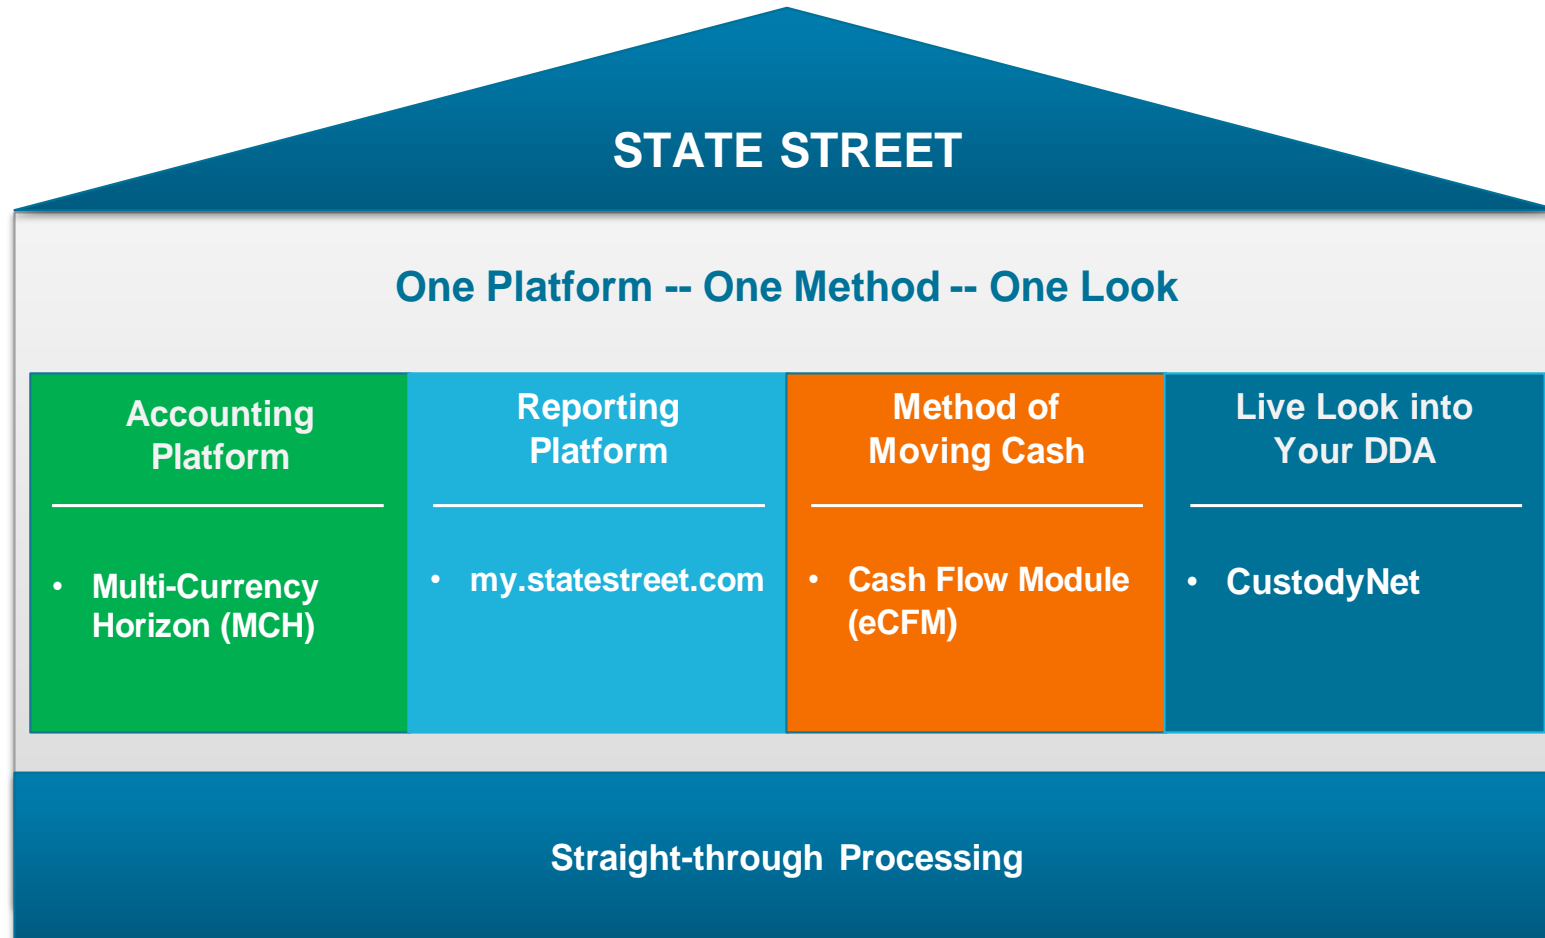 STATE STREET
One Platform -- One Method -- One Look
Accounting
Platform
• Multi-Currency
Horizon (MCH)
Reporting
Platform
• my.statestreet.com
Method of
Moving Cash
• Cash Flow Module
(eCFM)
Live Look into
Your DDA
• CustodyNet
Straight-through Processing